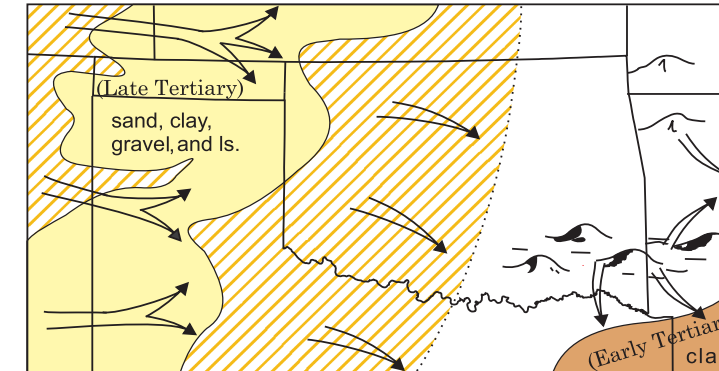 (Late Tertiary)
sand, clay,
gravel, and ls.
(Early Tertiar
cla